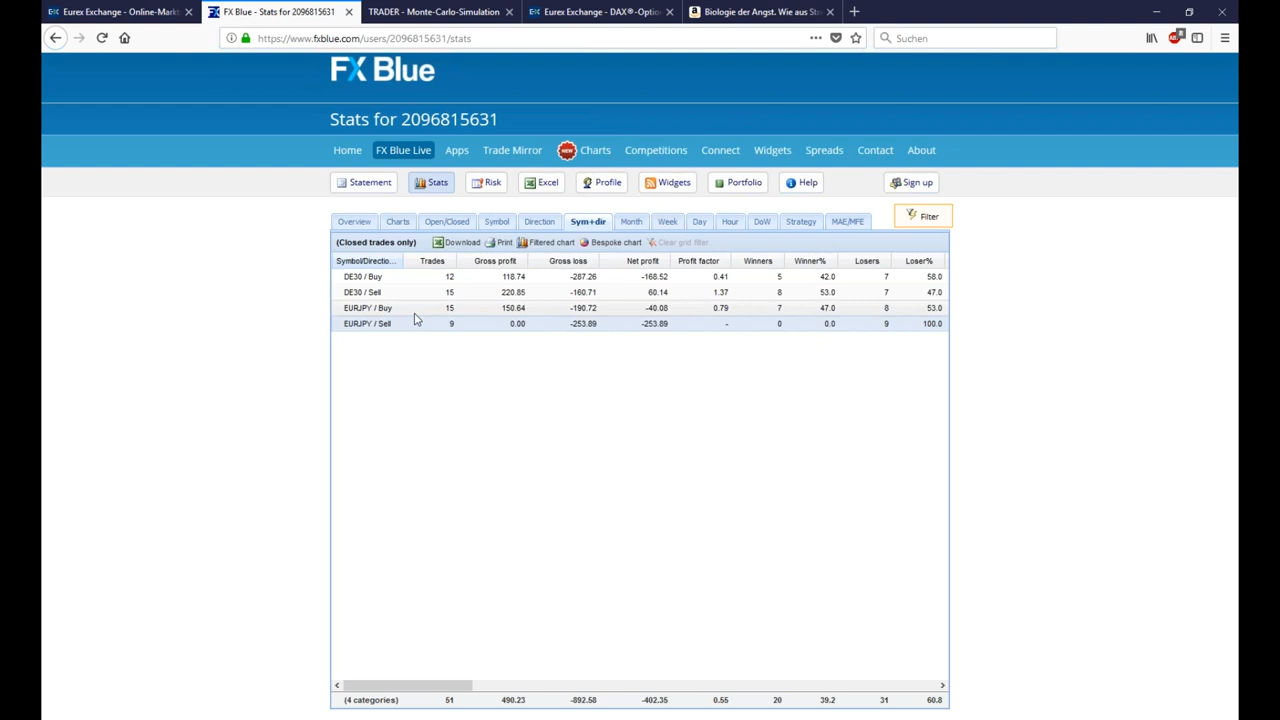 Eurex Exchange - Online-Markt
FX Blue - Stats for 2096815631
TRADER - Monte-Carlo-Simulation
Eurex Exchange - DAX®-Option
Biologie der Angst. Wie aus Str
https://www.fxblue.com/users/2096815631/stats
Suchen
FX Blue
Stats for 2096815631
Home FX Blue Live Apps Trade Mirror NEW Charts Competitions Connect Widgets Spreads Contact About
Statement Stats Risk Excel Profile Widgets Portfolio Help Sign up
Overview Charts Open/Closed Symbol Direction Sym+dir Month Week Day Hour DoW Strategy MAE/MFE Filter
(Closed trades only) Download Print Filtered chart Bespoke chart Clear grid filter
Symbol/Directio... Trades Gross profit Gross loss Net profit Profit factor Winners Winner% Losers Loser%
DE30 / Buy 12 118.74 -287.26 -168.52 0.41 5 42.0 7 58.0
DE30 / Sell 15 220.85 -160.71 60.14 1.37 8 53.0 7 47.0
EURJPY / Buy 15 150.64 -190.72 -40.08 0.79 7 47.0 8 53.0
EURJPY / Sell 9 0.00 -253.89 -253.89 - 0 0.0 9 100.0
(4 categories) 51 490.23 -892.58 -402.35 0.55 20 39.2 31 60.8